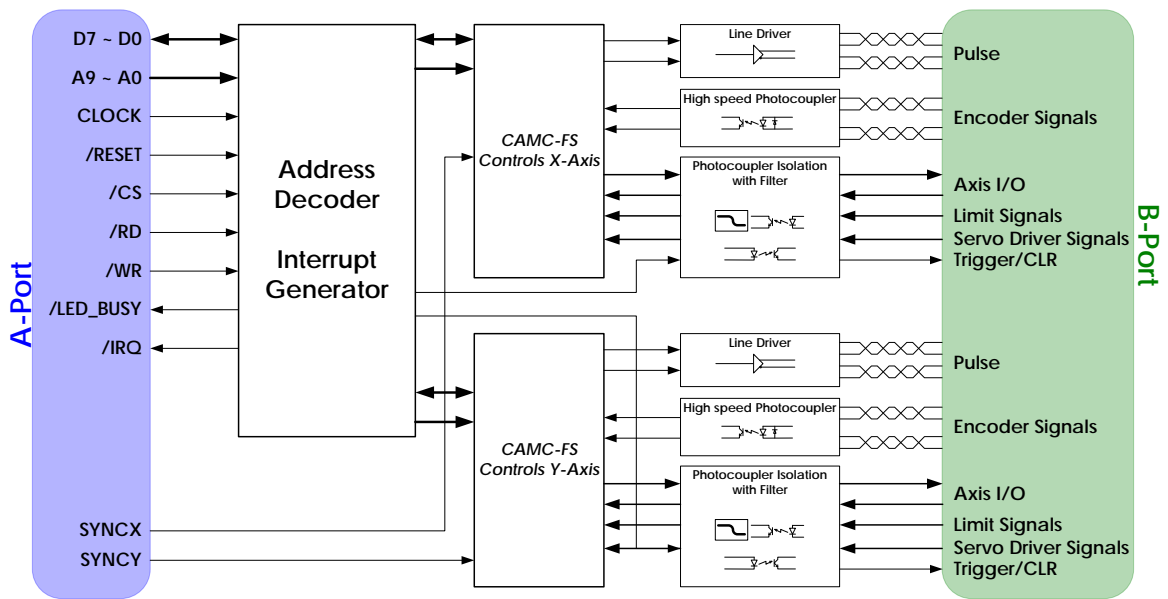 A-Port
D7 ~ D0
A9 ~ A0
CLOCK
/RESET
/CS
/RD
/WR
/LED_BUSY
/IRQ
SYNCX
SYNCY
Address
Decoder
Interrupt
Generator
CAMC-FS
Controls X-Axis
Line Driver
High speed Photocoupler
Photocoupler Isolation
with Filter
Pulse
Encoder Signals
Axis I/O
Limit Signals
Servo Driver Signals
Trigger/CLR
CAMC-FS
Controls Y-Axis
Line Driver
High speed Photocoupler
Photocoupler Isolation
with Filter
Pulse
Encoder Signals
Axis I/O
Limit Signals
Servo Driver Signals
Trigger/CLR
B-Port